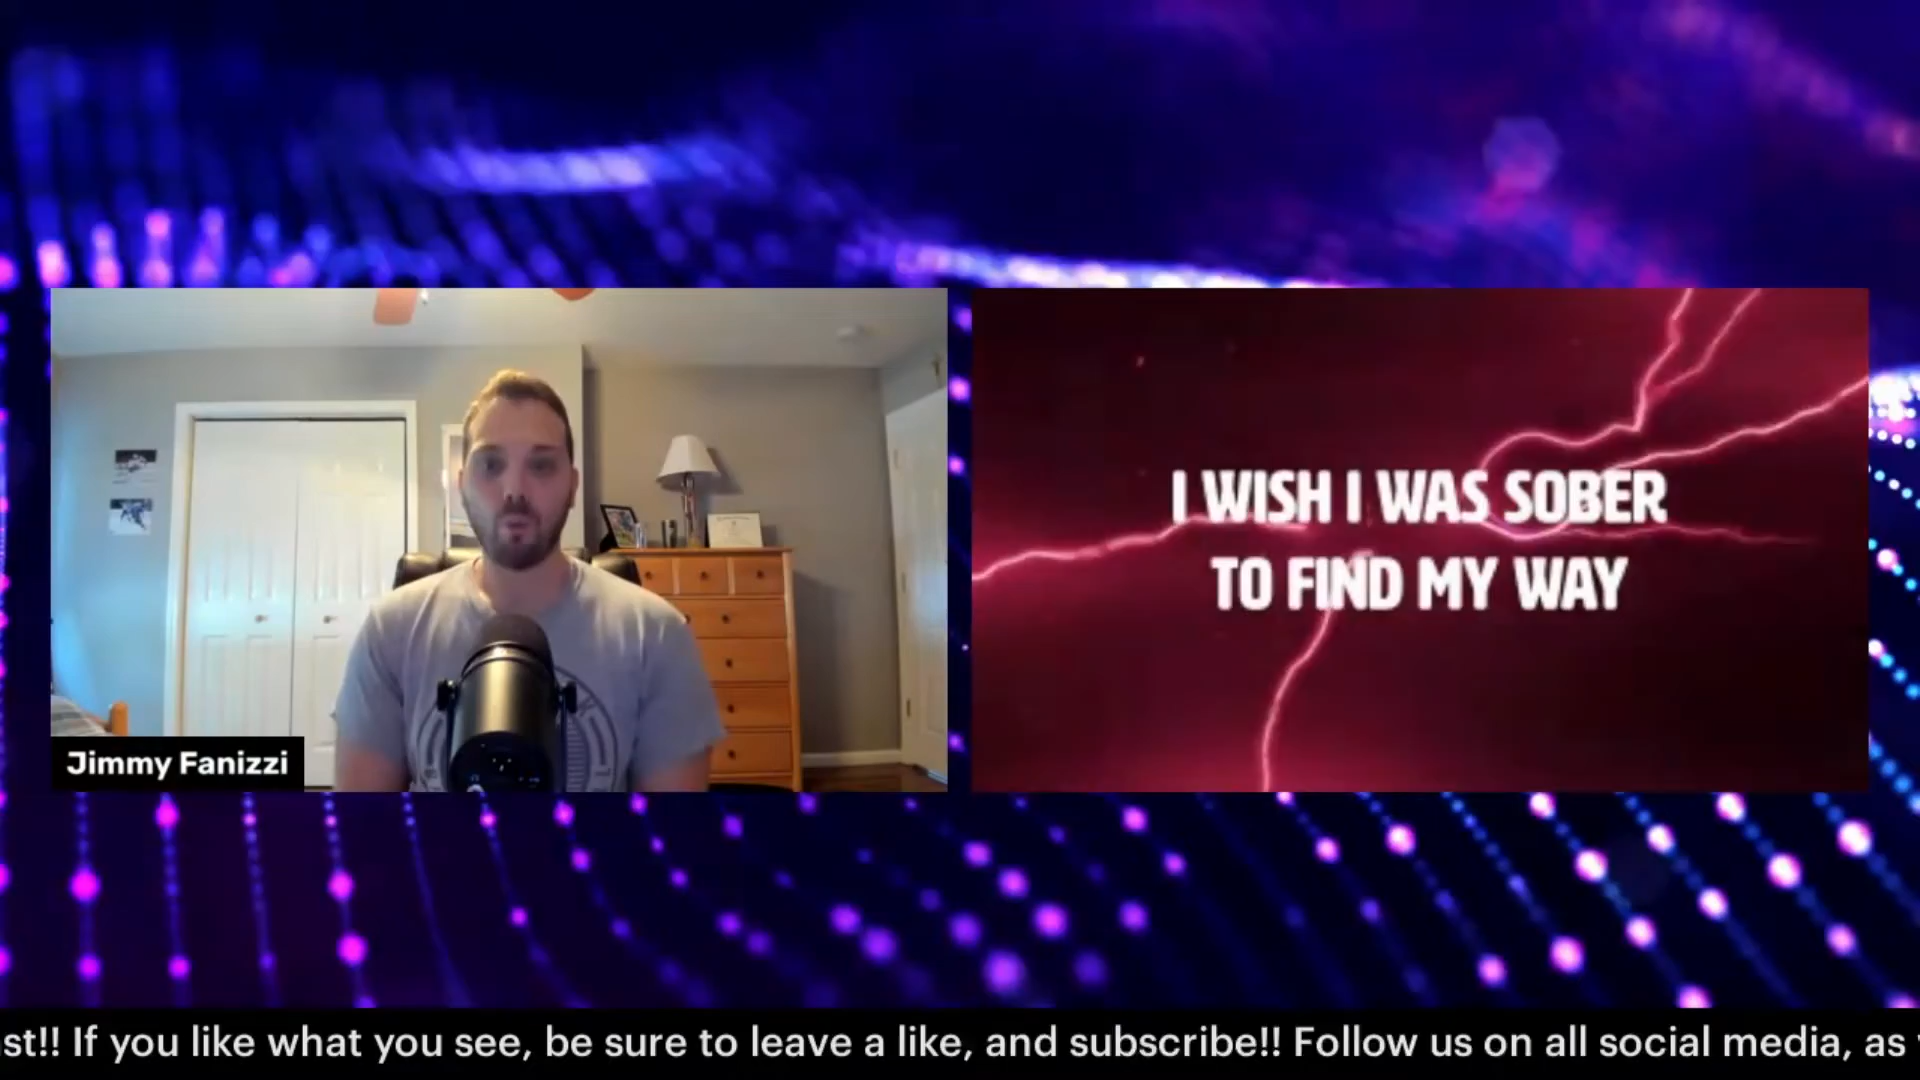 I WISH I WAS SOBER
TO FIND MY WAY
Jimmy Fanizzi
If you like what you see, be sure to leave a like, and subscribe!! Follow us on all social media, as